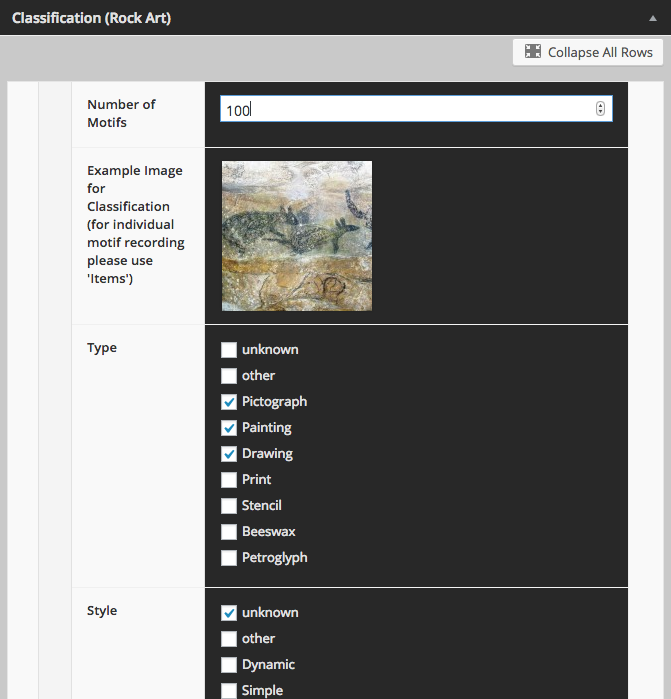 Classification (Rock Art)
Collapse All Rows
Number of
Motifs
100
Example Image
for
Classification
(for individual
motif recording
please use
'Items')
Type
unknown
other
Pictograph
Painting
Drawing
Print
Stencil
Beeswax
Petroglyph
Style
unknown
other
Dynamic
Simple